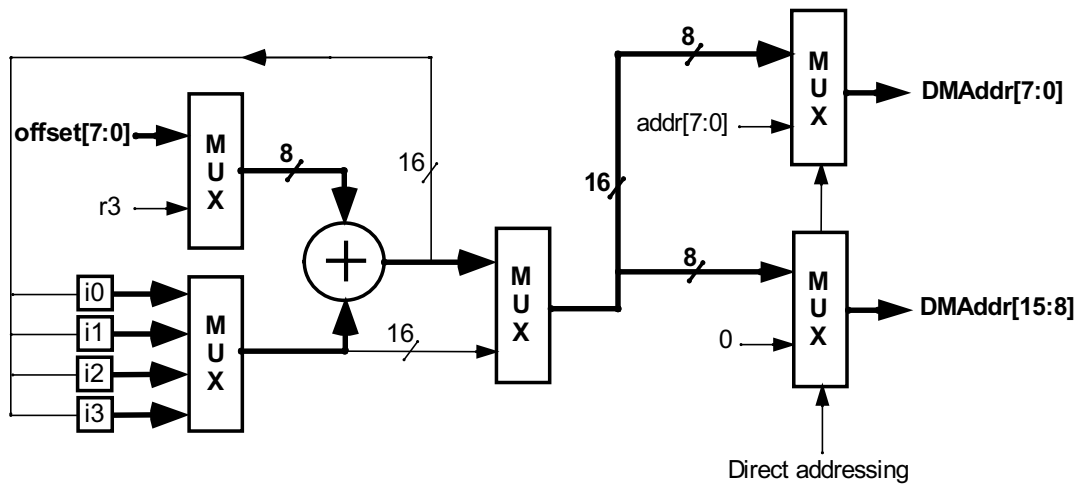 8
M
U
X
DMAddr[7:0]
addr[7:0]
offset[7:0]
M
U
X
8
16
r3
16
8
M
U
X
DMAddr[15:8]
0
M
U
X
i0
i1
i2
i3
M
U
X
16
Direct addressing